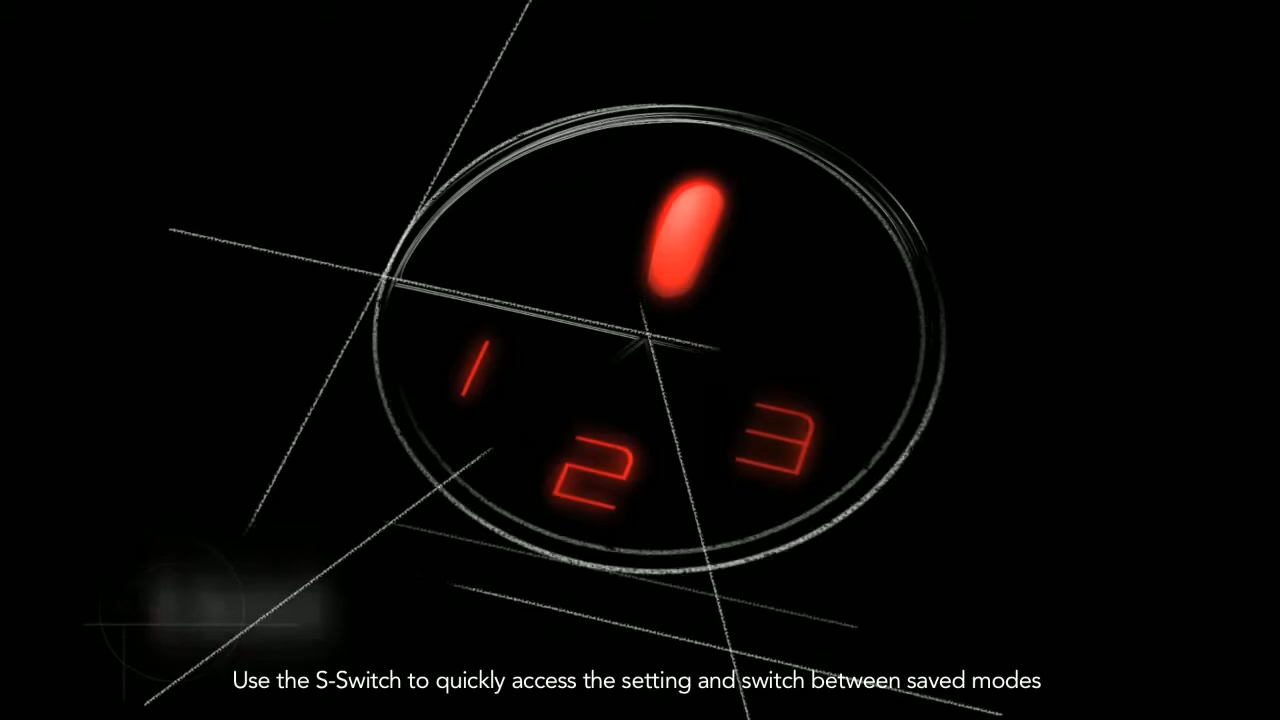 1
2
3
Use the S-Switch to quickly access the setting and switch between saved modes